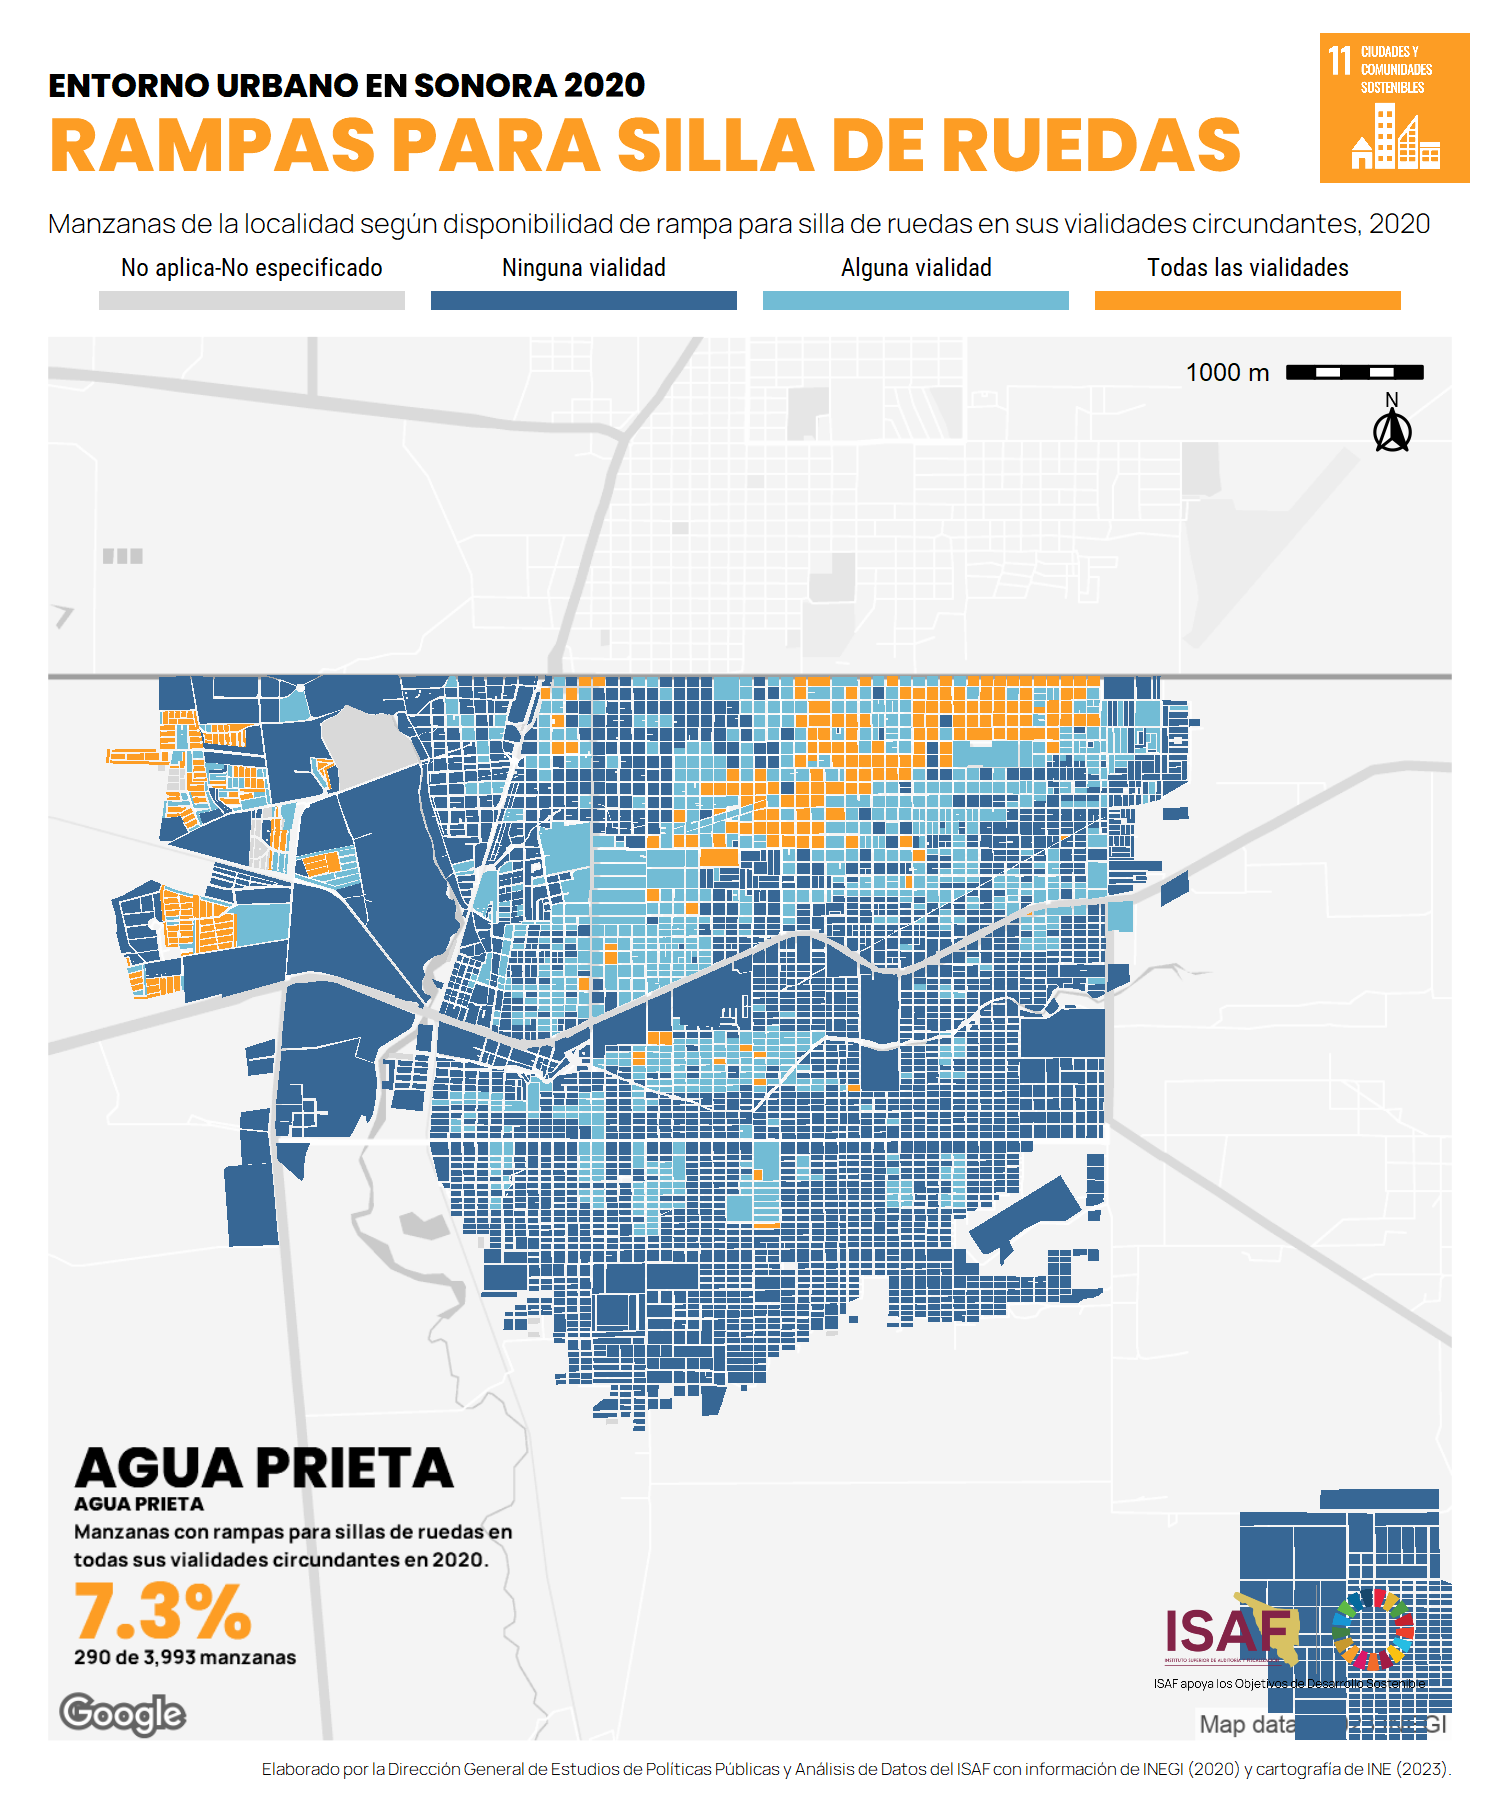 ENTORNO URBANO EN SONORA 2020
RAMPAS PARA SILLA DE RUEDAS
11 CIUDADES Y
COMUNIDADES
SOSTENIBLES
Manzanas de la localidad según disponibilidad de rampa para silla de ruedas en sus vialidades circundantes, 2020
No aplica-No especificado Ninguna vialidad Alguna vialidad Todas las vialidades
1000 m
N
AGUA PRIETA
AGUA PRIETA
Manzanas con rampas para sillas de ruedas en
todas sus vialidades circundantes en 2020.
7.3%
290 de 3,993 manzanas
Google
ISAF
INSTITUTO SUPERIOR DE AUDITORÍA Y
ISAF apoya los Objetivos de Desarrollo Sostenible
Map data
Elaborado por la Dirección General de Estudios de Políticas Públicas y Análisis de Datos del ISAF con información de INEGI (2020) y cartografía de INE (2023).